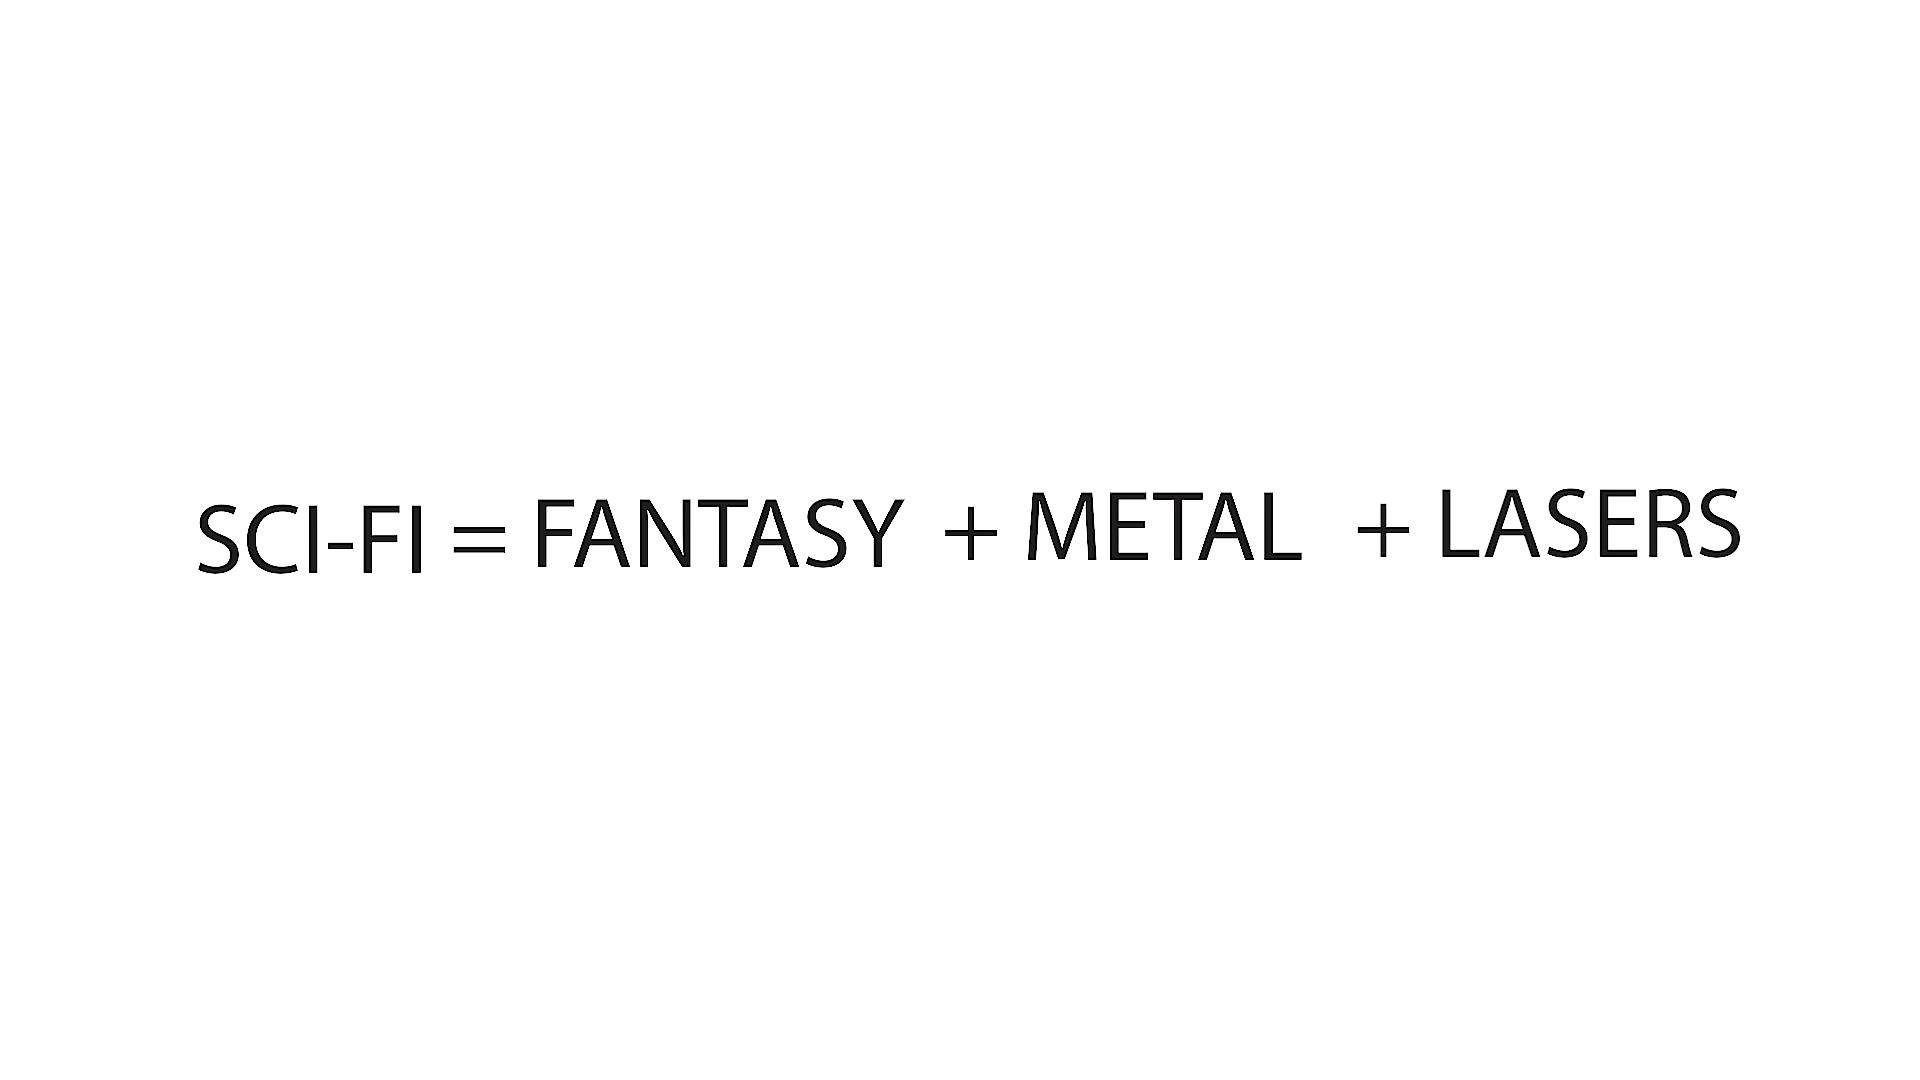 SCI-FI = FANTASY + METAL + LASERS